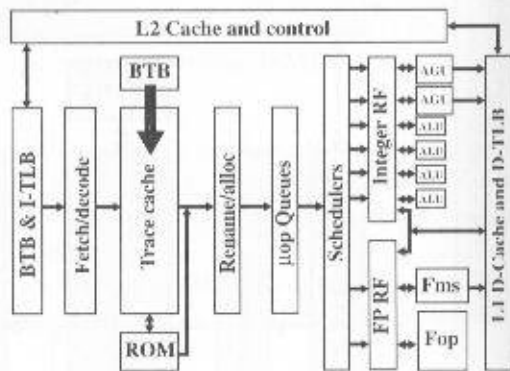 L2 Cache and control
BTB
BTB & I-TLB
Fetch/decode
Trace cache
ROM
Rename/alloc
µop Queues
Schedulers
Integer RF
FP RF
AGU
AGU
ALU
ALU
ALU
ALU
Fms
Fop
L1 D-Cache and D-TLB